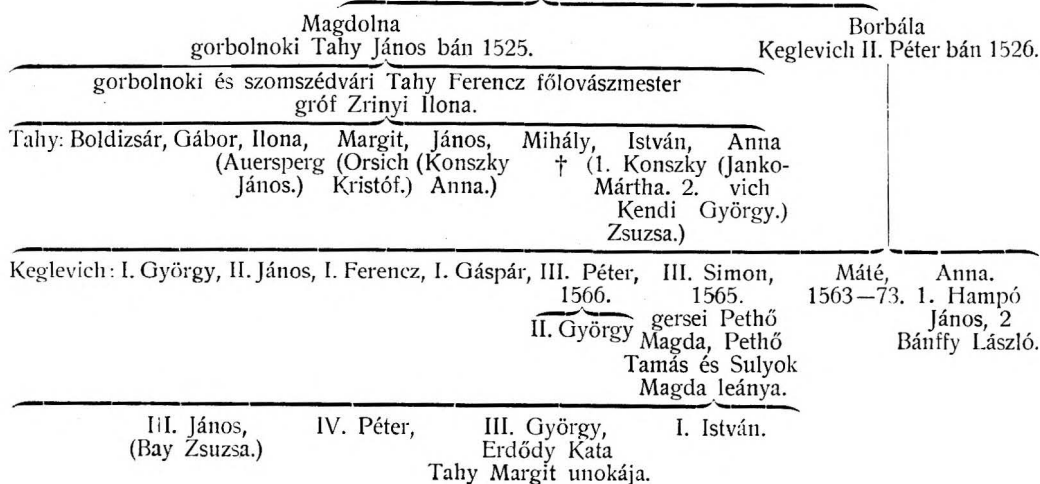 Magdolna Borbála
gorbolnoki Tahy János bán 1525. Keglevich II. Péter bán 1526.
gorbolnoki és szomszédvári Tahy Ferencz főlovászmester
gróf Zrinyi Ilona.
Tahy: Boldizsár, Gábor, Ilona, Margit, János, Mihály, István, Anna
(Auersperg (Orsich (Konszky † (1. Konszky (Janko-
János.) Kristóf.) Anna.) Mártha. 2. vich
Kendi György.)
Zsuzsa.)
Keglevich: I. György, II. János, I. Ferencz, I. Gáspár, III. Péter, III. Simon, Máté, Anna.
1566. 1565. 1563—73. 1. Hampó
II. György gersei Pethő János, 2
Magda, Pethő Bánffy László.
Tamás és Sulyok
Magda leánya.
III. János, IV. Péter, III. György, I. István.
(Bay Zsuzsa.) Erdődy Kata
Tahy Margit unokája.